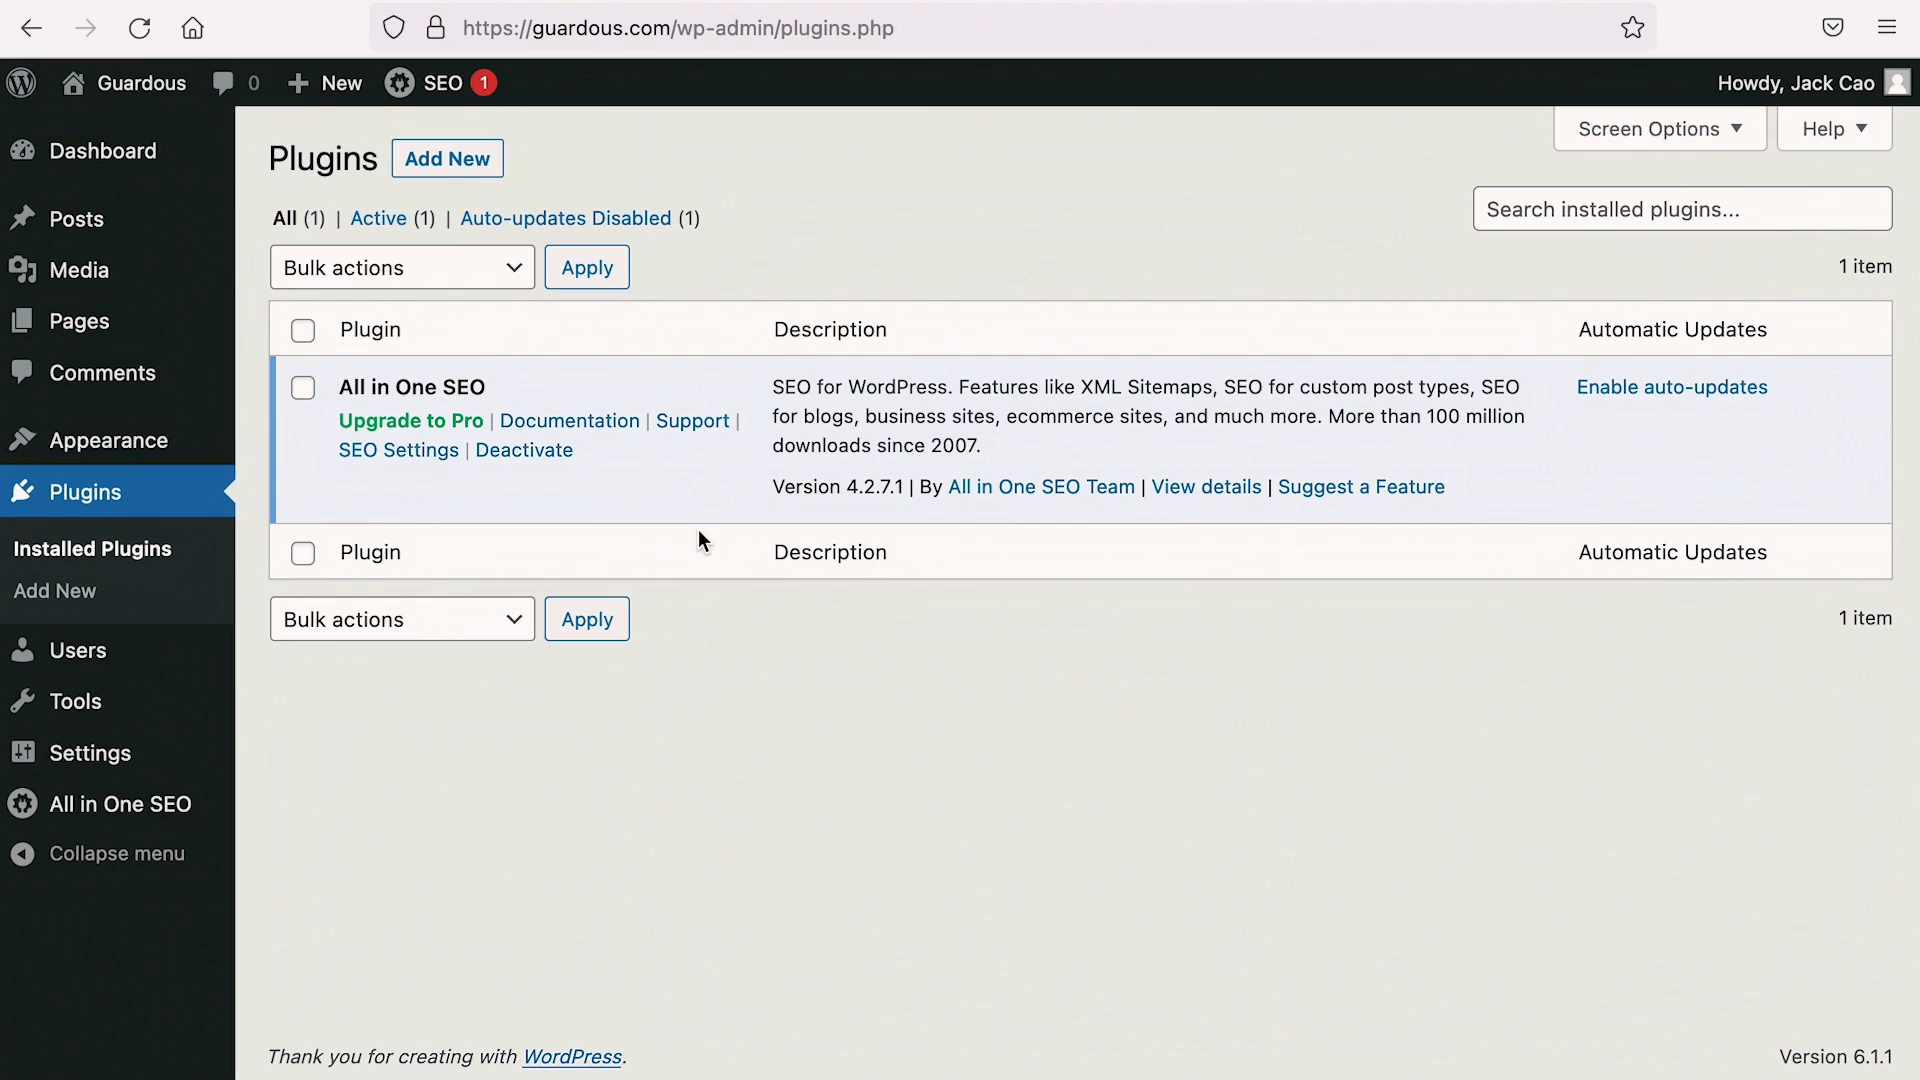 https://guardous.com/wp-admin/plugins.php
Guardous 0 New SEO 1 Howdy, Jack Cao
Screen Options Help
Dashboard
Posts
Media
Pages
Comments
Appearance
Plugins
Installed Plugins
Add New
Users
Tools
Settings
All in One SEO
Collapse menu
Plugins Add New
All (1) | Active (1) | Auto-updates Disabled (1)
Search installed plugins...
Bulk actions Apply 1 item
Plugin Description Automatic Updates
All in One SEO
Upgrade to Pro | Documentation | Support |
SEO Settings | Deactivate
SEO for WordPress. Features like XML Sitemaps, SEO for custom post types, SEO
for blogs, business sites, ecommerce sites, and much more. More than 100 million
downloads since 2007.
Version 4.2.7.1 | By All in One SEO Team | View details | Suggest a Feature
Enable auto-updates
Plugin Description Automatic Updates
Bulk actions Apply 1 item
Thank you for creating with WordPress. Version 6.1.1